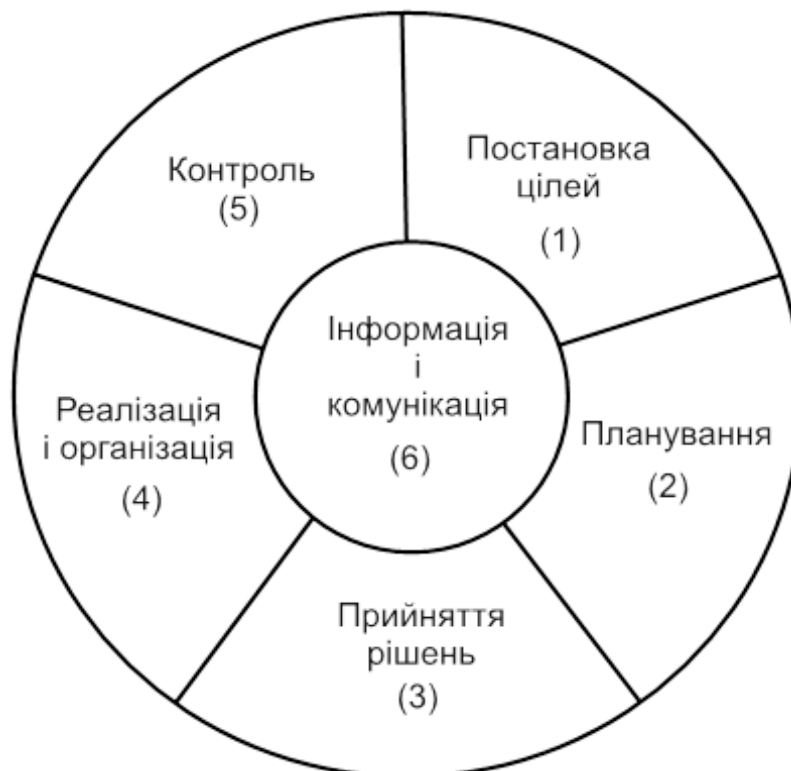 Постановка
цілей
(1)
Планування
(2)
Прийняття
рішень
(3)
Реалізація
і організація
(4)
Контроль
(5)
Інформація
і
комунікація
(6)